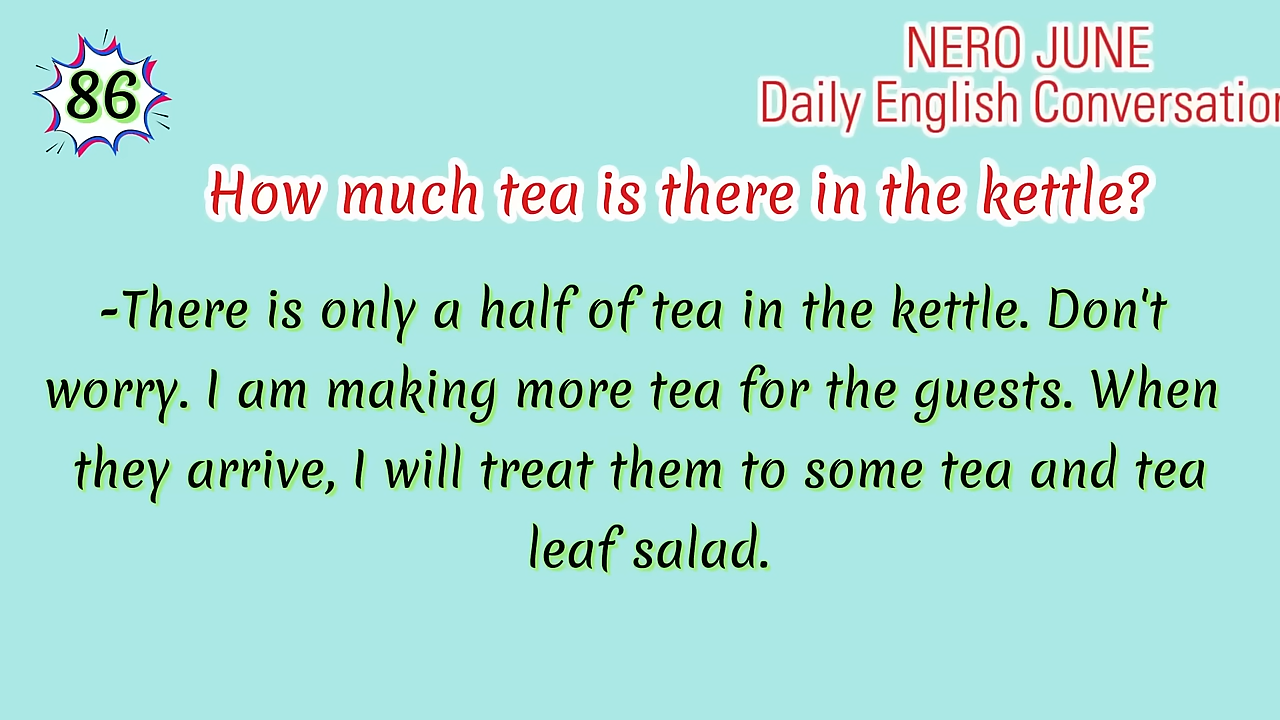 86
NERO JUNE
Daily English Conversation
How much tea is there in the kettle?
-There is only a half of tea in the kettle. Don't
worry. I am making more tea for the guests. When
they arrive, I will treat them to some tea and tea
leaf salad.